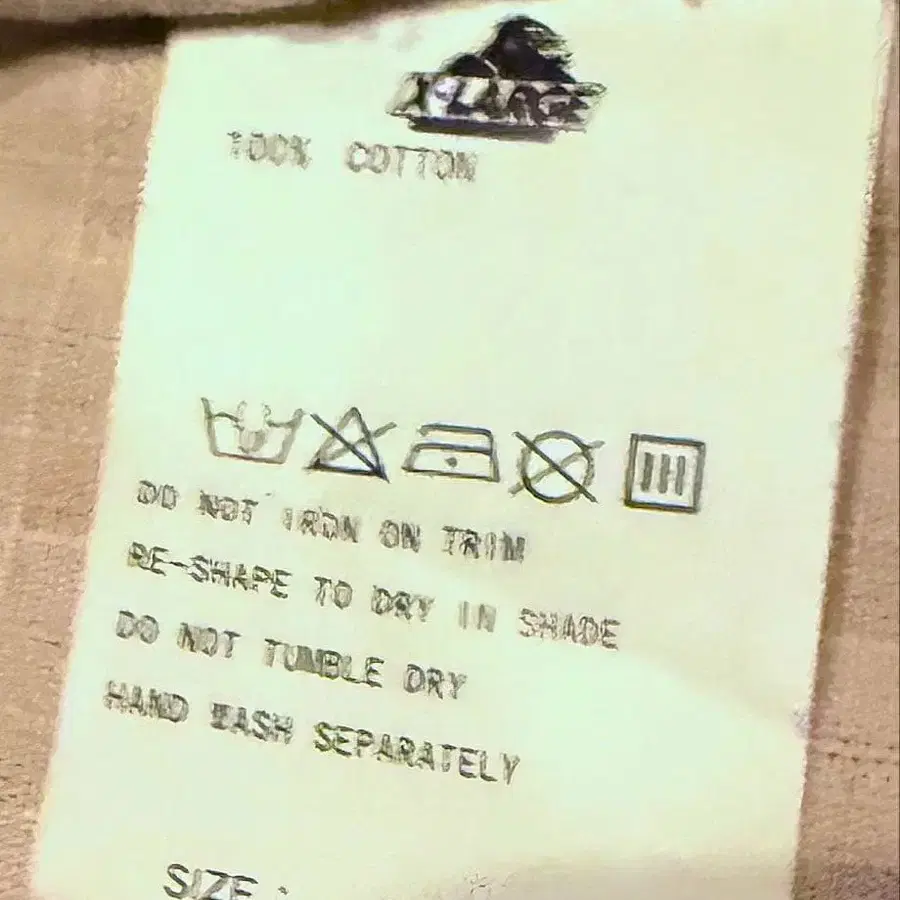 X-LARGE
100% COTTON
DO NOT IRON ON TRIM
RE-SHAPE TO DRY IN SHADE
DO NOT TUMBLE DRY
HAND WASH SEPARATELY
SIZE :